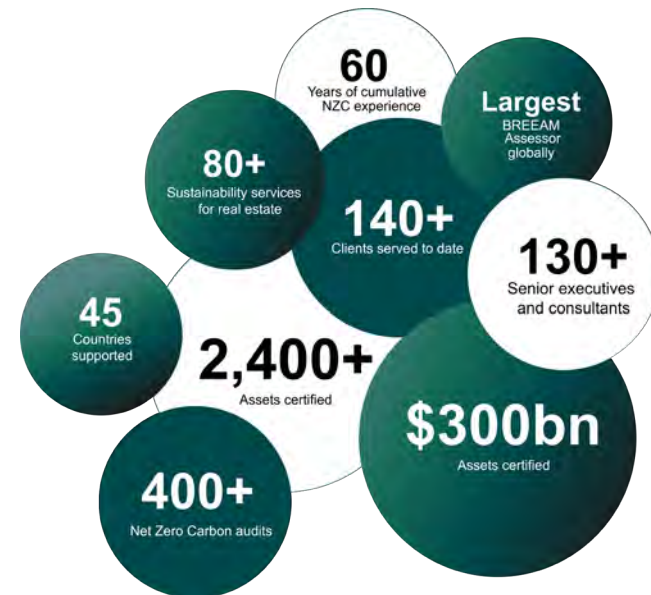 60
Years of cumulative
NZC experience
Largest
BREEAM
Assessor
globally
80+
Sustainability services
for real estate
140+
Clients served to date
130+
Senior executives
and consultants
45
Countries
supported
2,400+
Assets certified
$300bn
Assets certified
400+
Net Zero Carbon audits